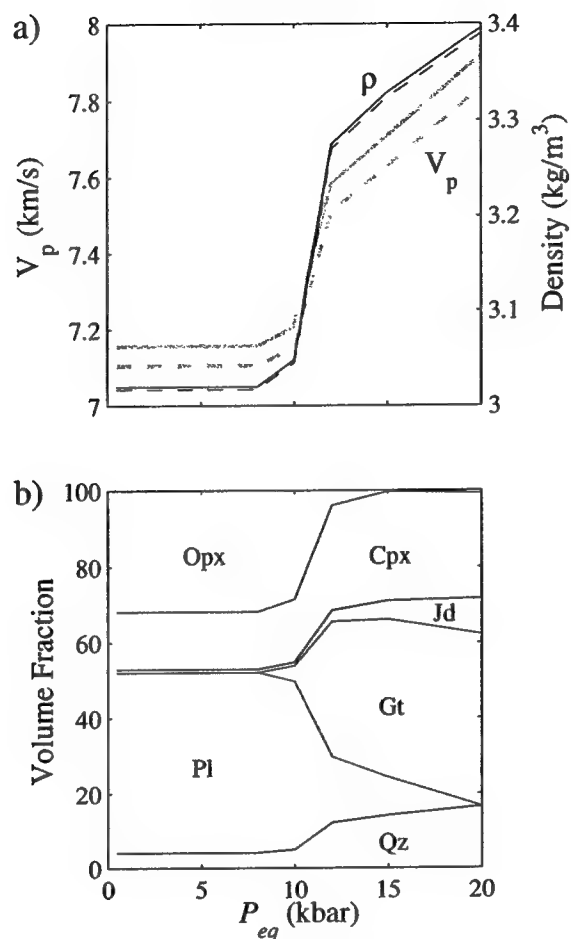 a)
8
7.8
7.6
7.4
7.2
7
V_p (km/s)
ρ
V_p
3.4
3.3
3.2
3.1
3
Density (kg/m³)
b)
100
80
60
40
20
0
Volume Fraction
Opx
Cpx
Jd
Gt
Pl
Qz
0 5 10 15 20
P_eq (kbar)